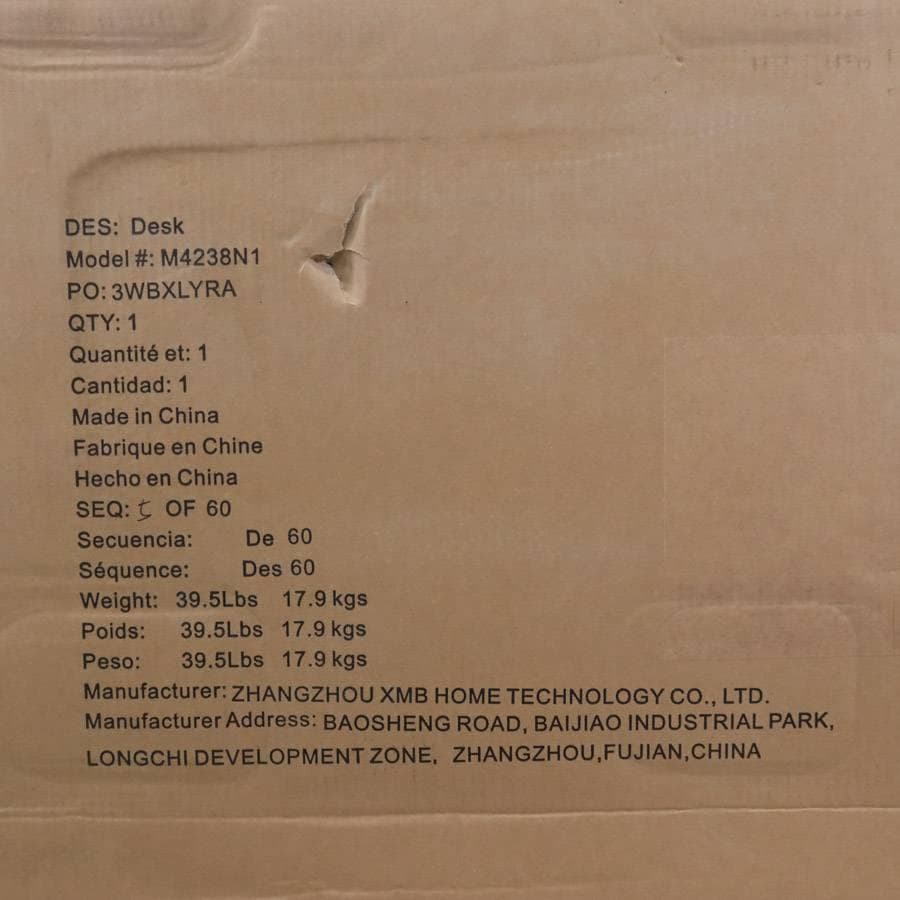 DES: Desk
Model #: M4238N1
PO: 3WBXLYRA
QTY: 1
Quantité et: 1
Cantidad: 1
Made in China
Fabrique en Chine
Hecho en China
SEQ: 5 OF 60
Secuencia: De 60
Séquence: Des 60
Weight: 39.5Lbs 17.9 kgs
Poids: 39.5Lbs 17.9 kgs
Peso: 39.5Lbs 17.9 kgs
Manufacturer: ZHANGZHOU XMB HOME TECHNOLOGY CO., LTD.
Manufacturer Address: BAOSHENG ROAD, BAIJIAO INDUSTRIAL PARK,
LONGCHI DEVELOPMENT ZONE, ZHANGZHOU,FUJIAN,CHINA